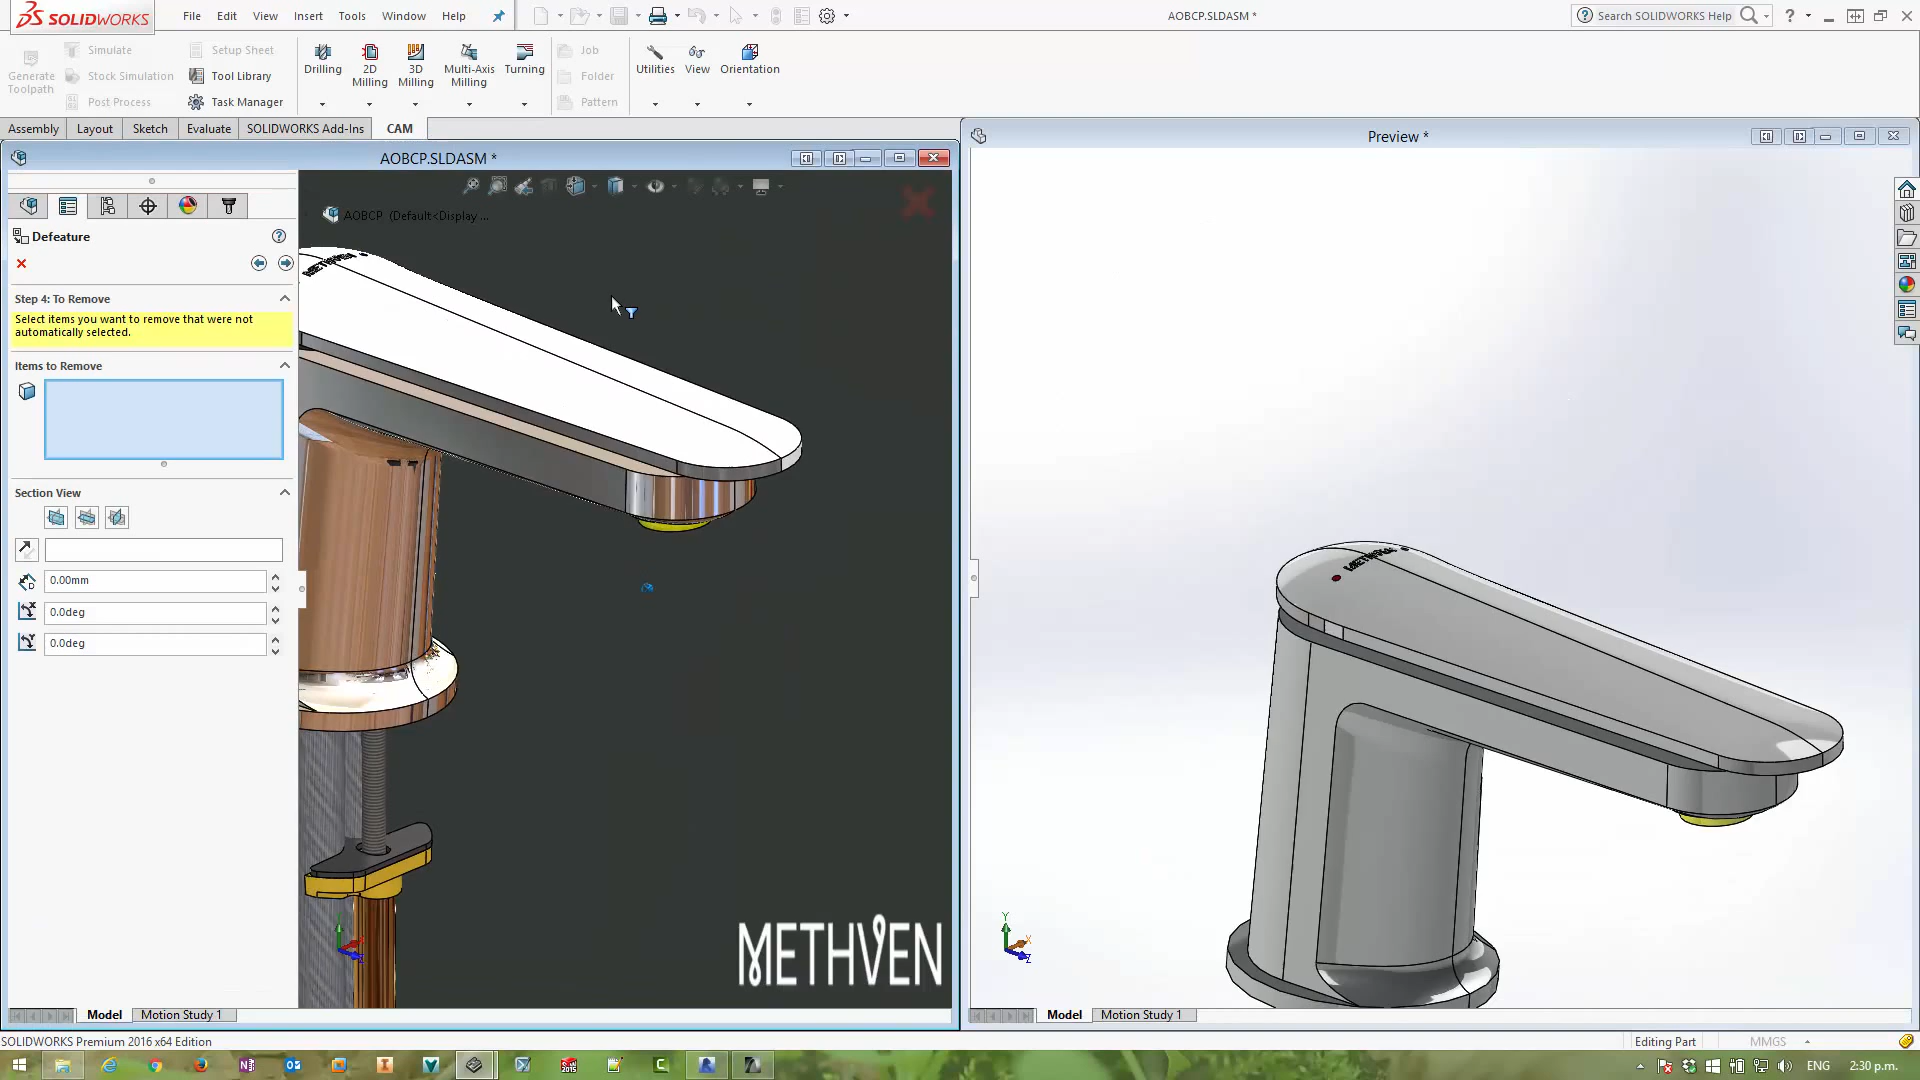 SOLIDWORKS File Edit View Insert Tools Window Help AOBCP.SLDASM * Search SOLIDWORKS Help
Generate Toolpath
Simulate
Stock Simulation
Post Process
Setup Sheet
Tool Library
Task Manager
Drilling
2D Milling
3D Milling
Multi-Axis Milling
Turning
Job
Folder
Pattern
Utilities
View
Orientation
Assembly Layout Sketch Evaluate SOLIDWORKS Add-Ins CAM
AOBCP.SLDASM *
Preview *
AOBCP (Default<Display ...
Defeature
Step 4: To Remove
Select items you want to remove that were not
automatically selected.
Items to Remove
Section View
0.00mm
0.0deg
0.0deg
METHVEN
METHVEN
METHVEN
Y
X
Z
Model Motion Study 1
Model Motion Study 1
SOLIDWORKS Premium 2016 x64 Edition
Editing Part MMGS
ENG 2:30 p.m.